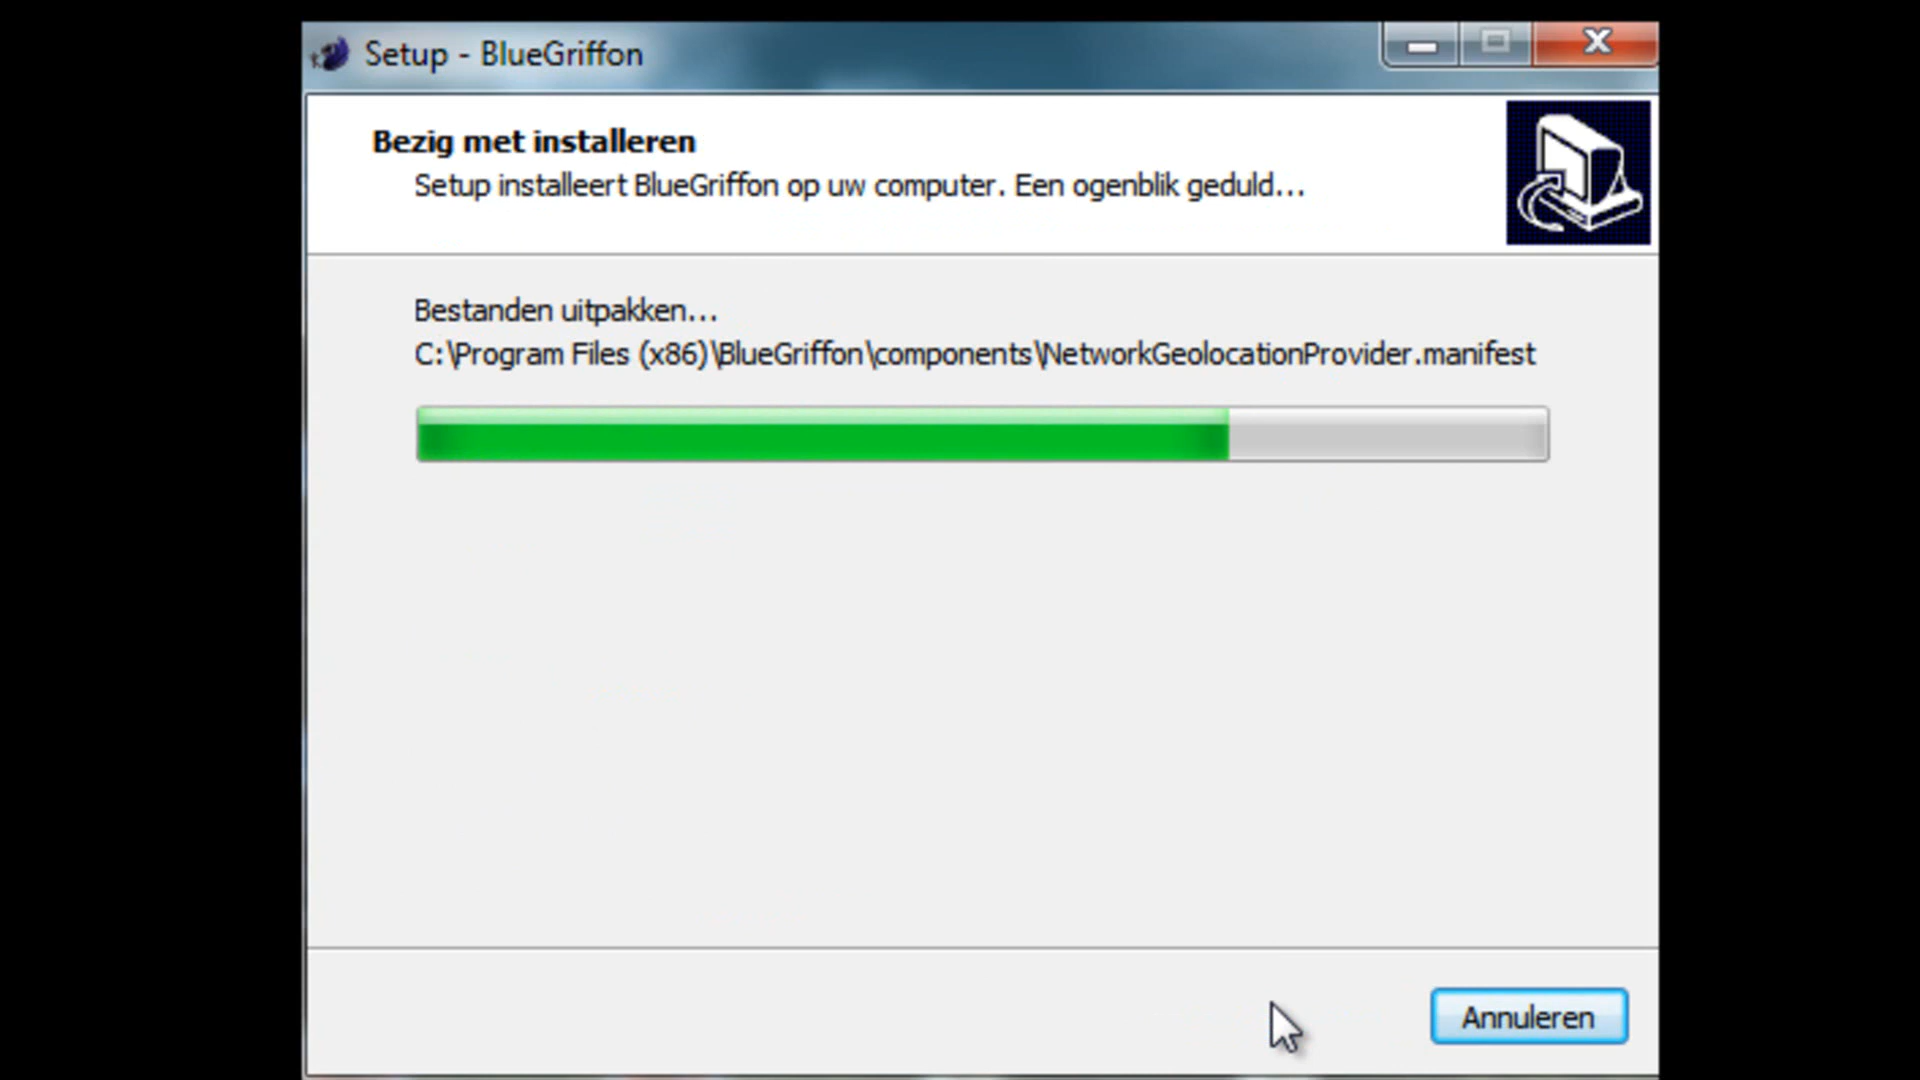 Setup - BlueGriffon
Bezig met installeren
Setup installeert BlueGriffon op uw computer. Een ogenblik geduld...
Bestanden uitpakken...
C:\Program Files (x86)\BlueGriffon\components\NetworkGeolocationProvider.manifest
Annuleren